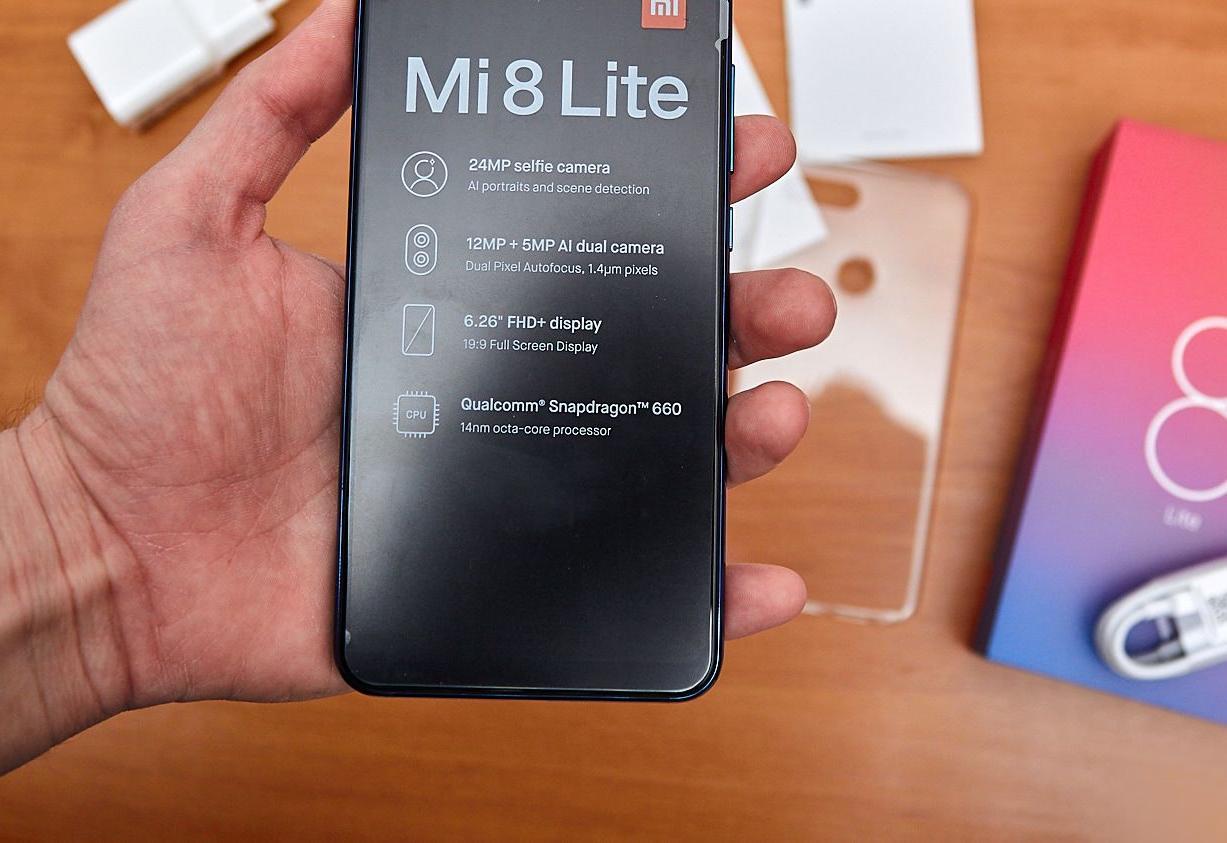 mi
Mi 8 Lite
24MP selfie camera
AI portraits and scene detection
12MP + 5MP AI dual camera
Dual Pixel Autofocus, 1.4µm pixels
6.26" FHD+ display
19:9 Full Screen Display
CPU
Qualcomm® Snapdragon™ 660
14nm octa-core processor
8
Lite